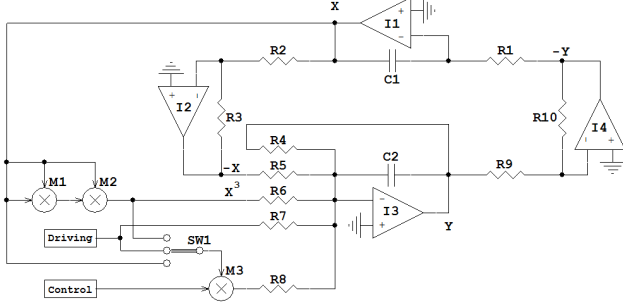 X
+
I1
-
R2
C1
R1
-Y
+ -
I2
R3
R10
I4
- +
R4
C2
-X
R5
R9
M1
M2
X3
R6
-
I3
+
Y
R7
Driving
SW1
M3
Control
R8